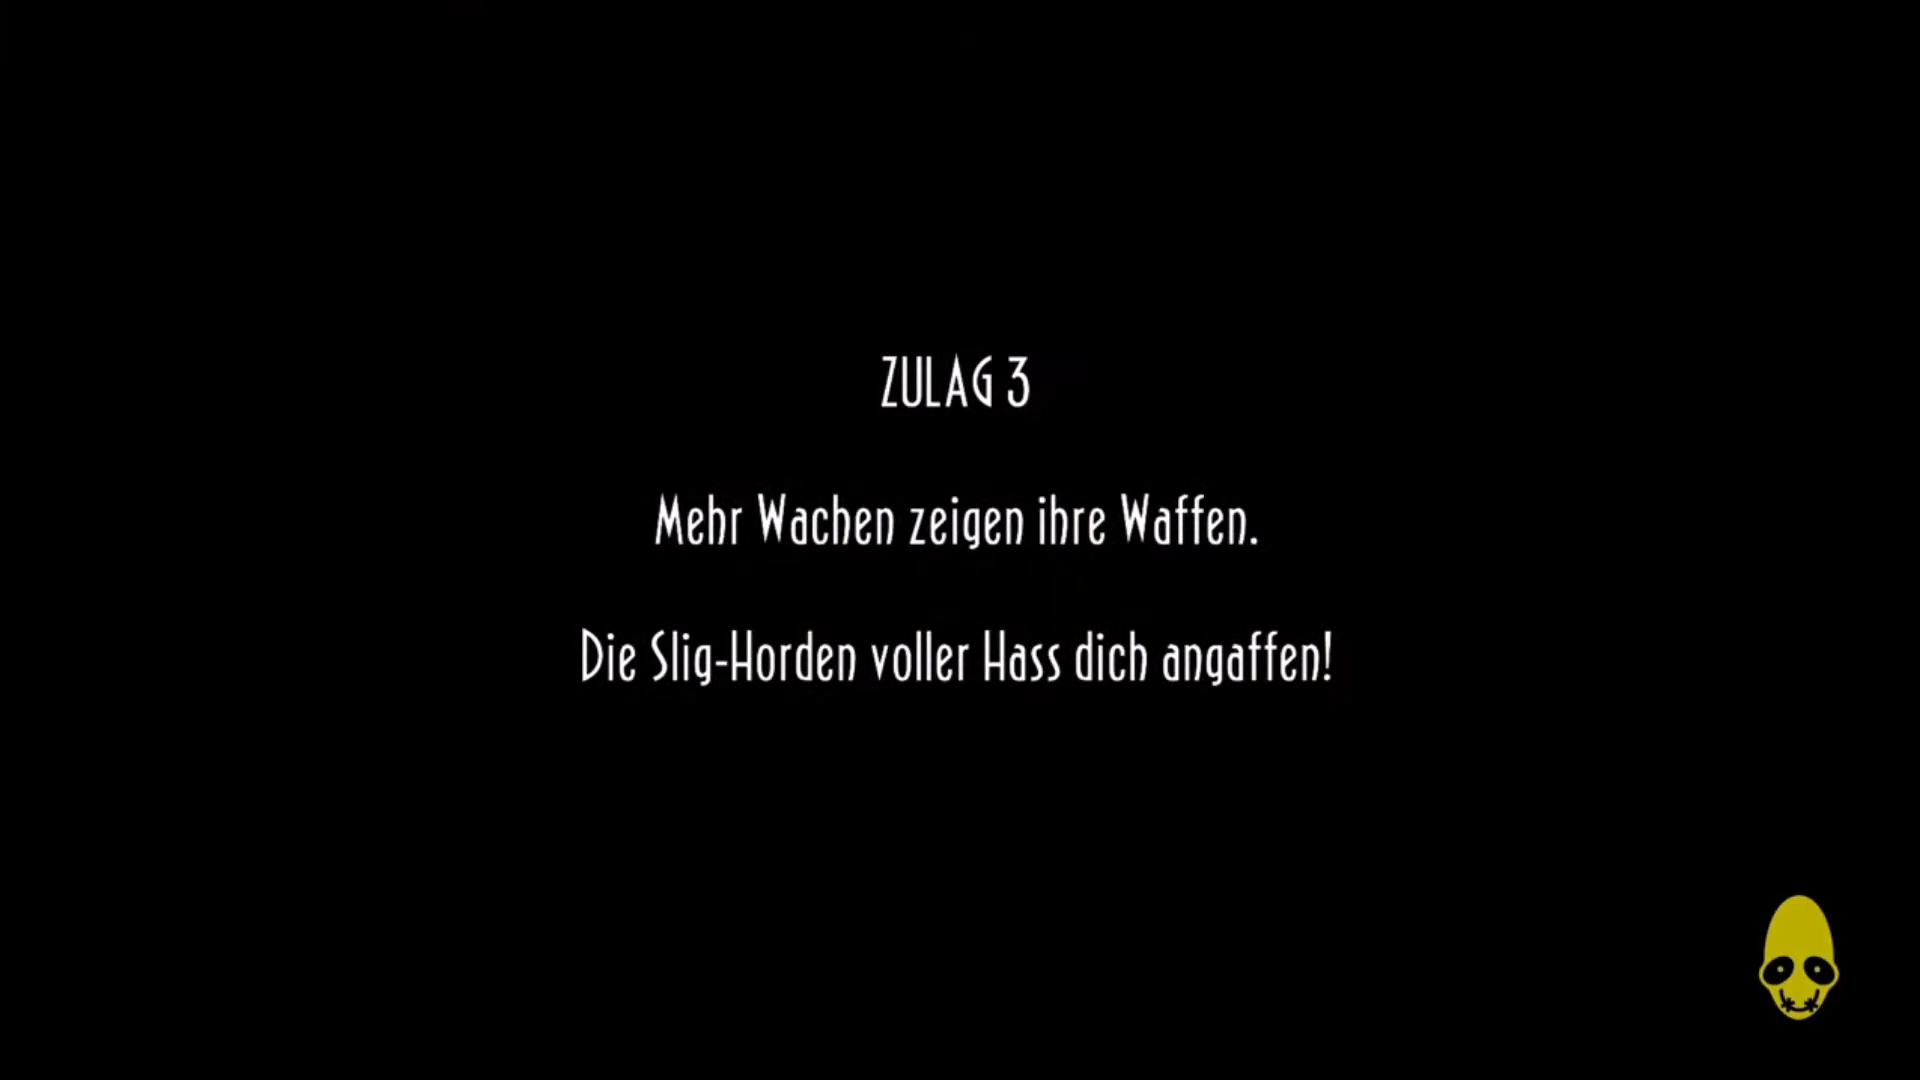 ZULAG 3
Mehr Wachen zeigen ihre Waffen.
Die Slig-Horden voller Hass dich angaffen!